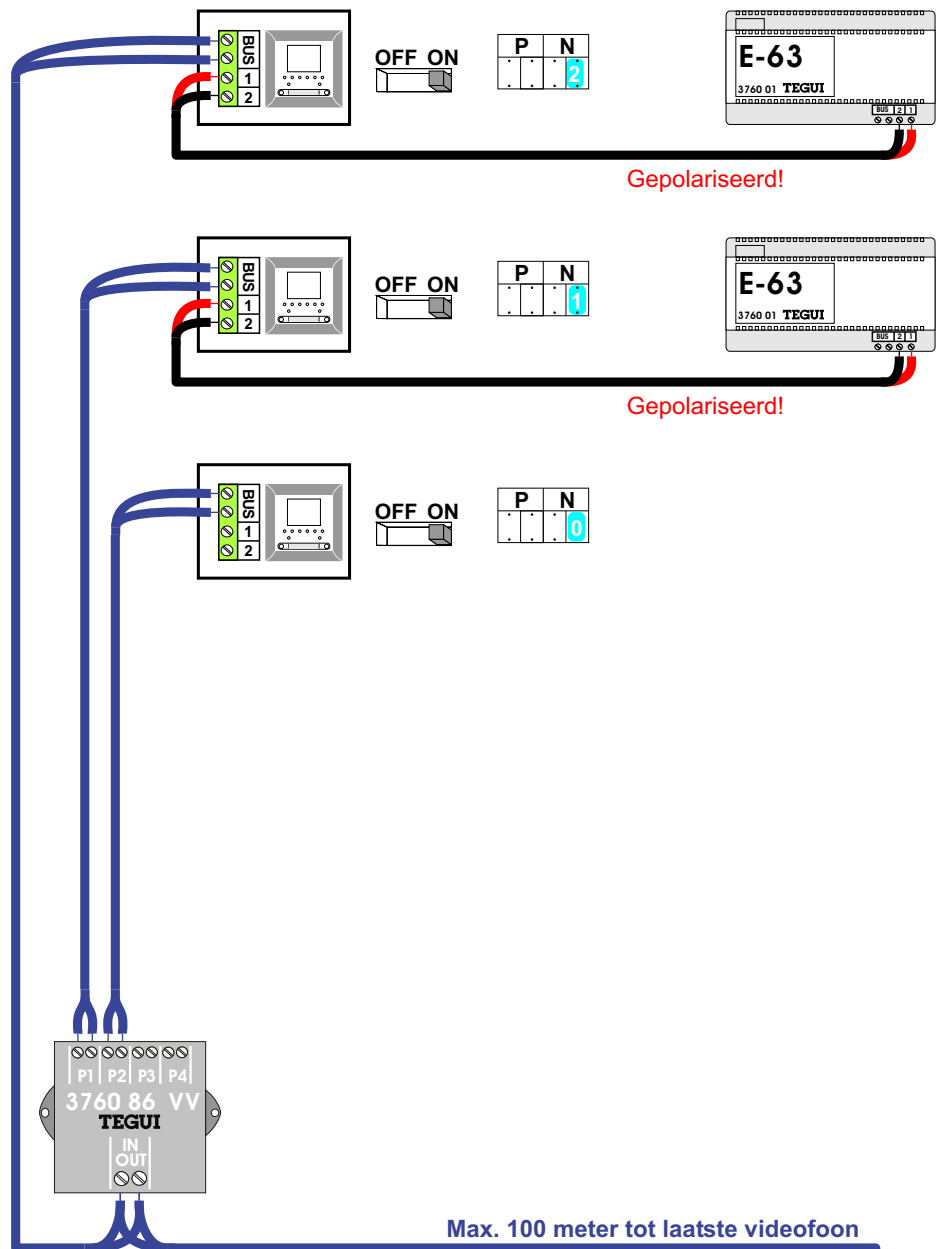 BUS
1
2
OFF ON
P N
2
E-63
3760 01 TEGUI
BUS 2 1
Gepolariseerd!
BUS
1
2
OFF ON
P N
1
E-63
3760 01 TEGUI
BUS 2 1
Gepolariseerd!
BUS
1
2
OFF ON
P N
0
P1 P2 P3 P4
3760 86 VV
TEGUI
IN
OUT
Max. 100 meter tot laatste videofoon